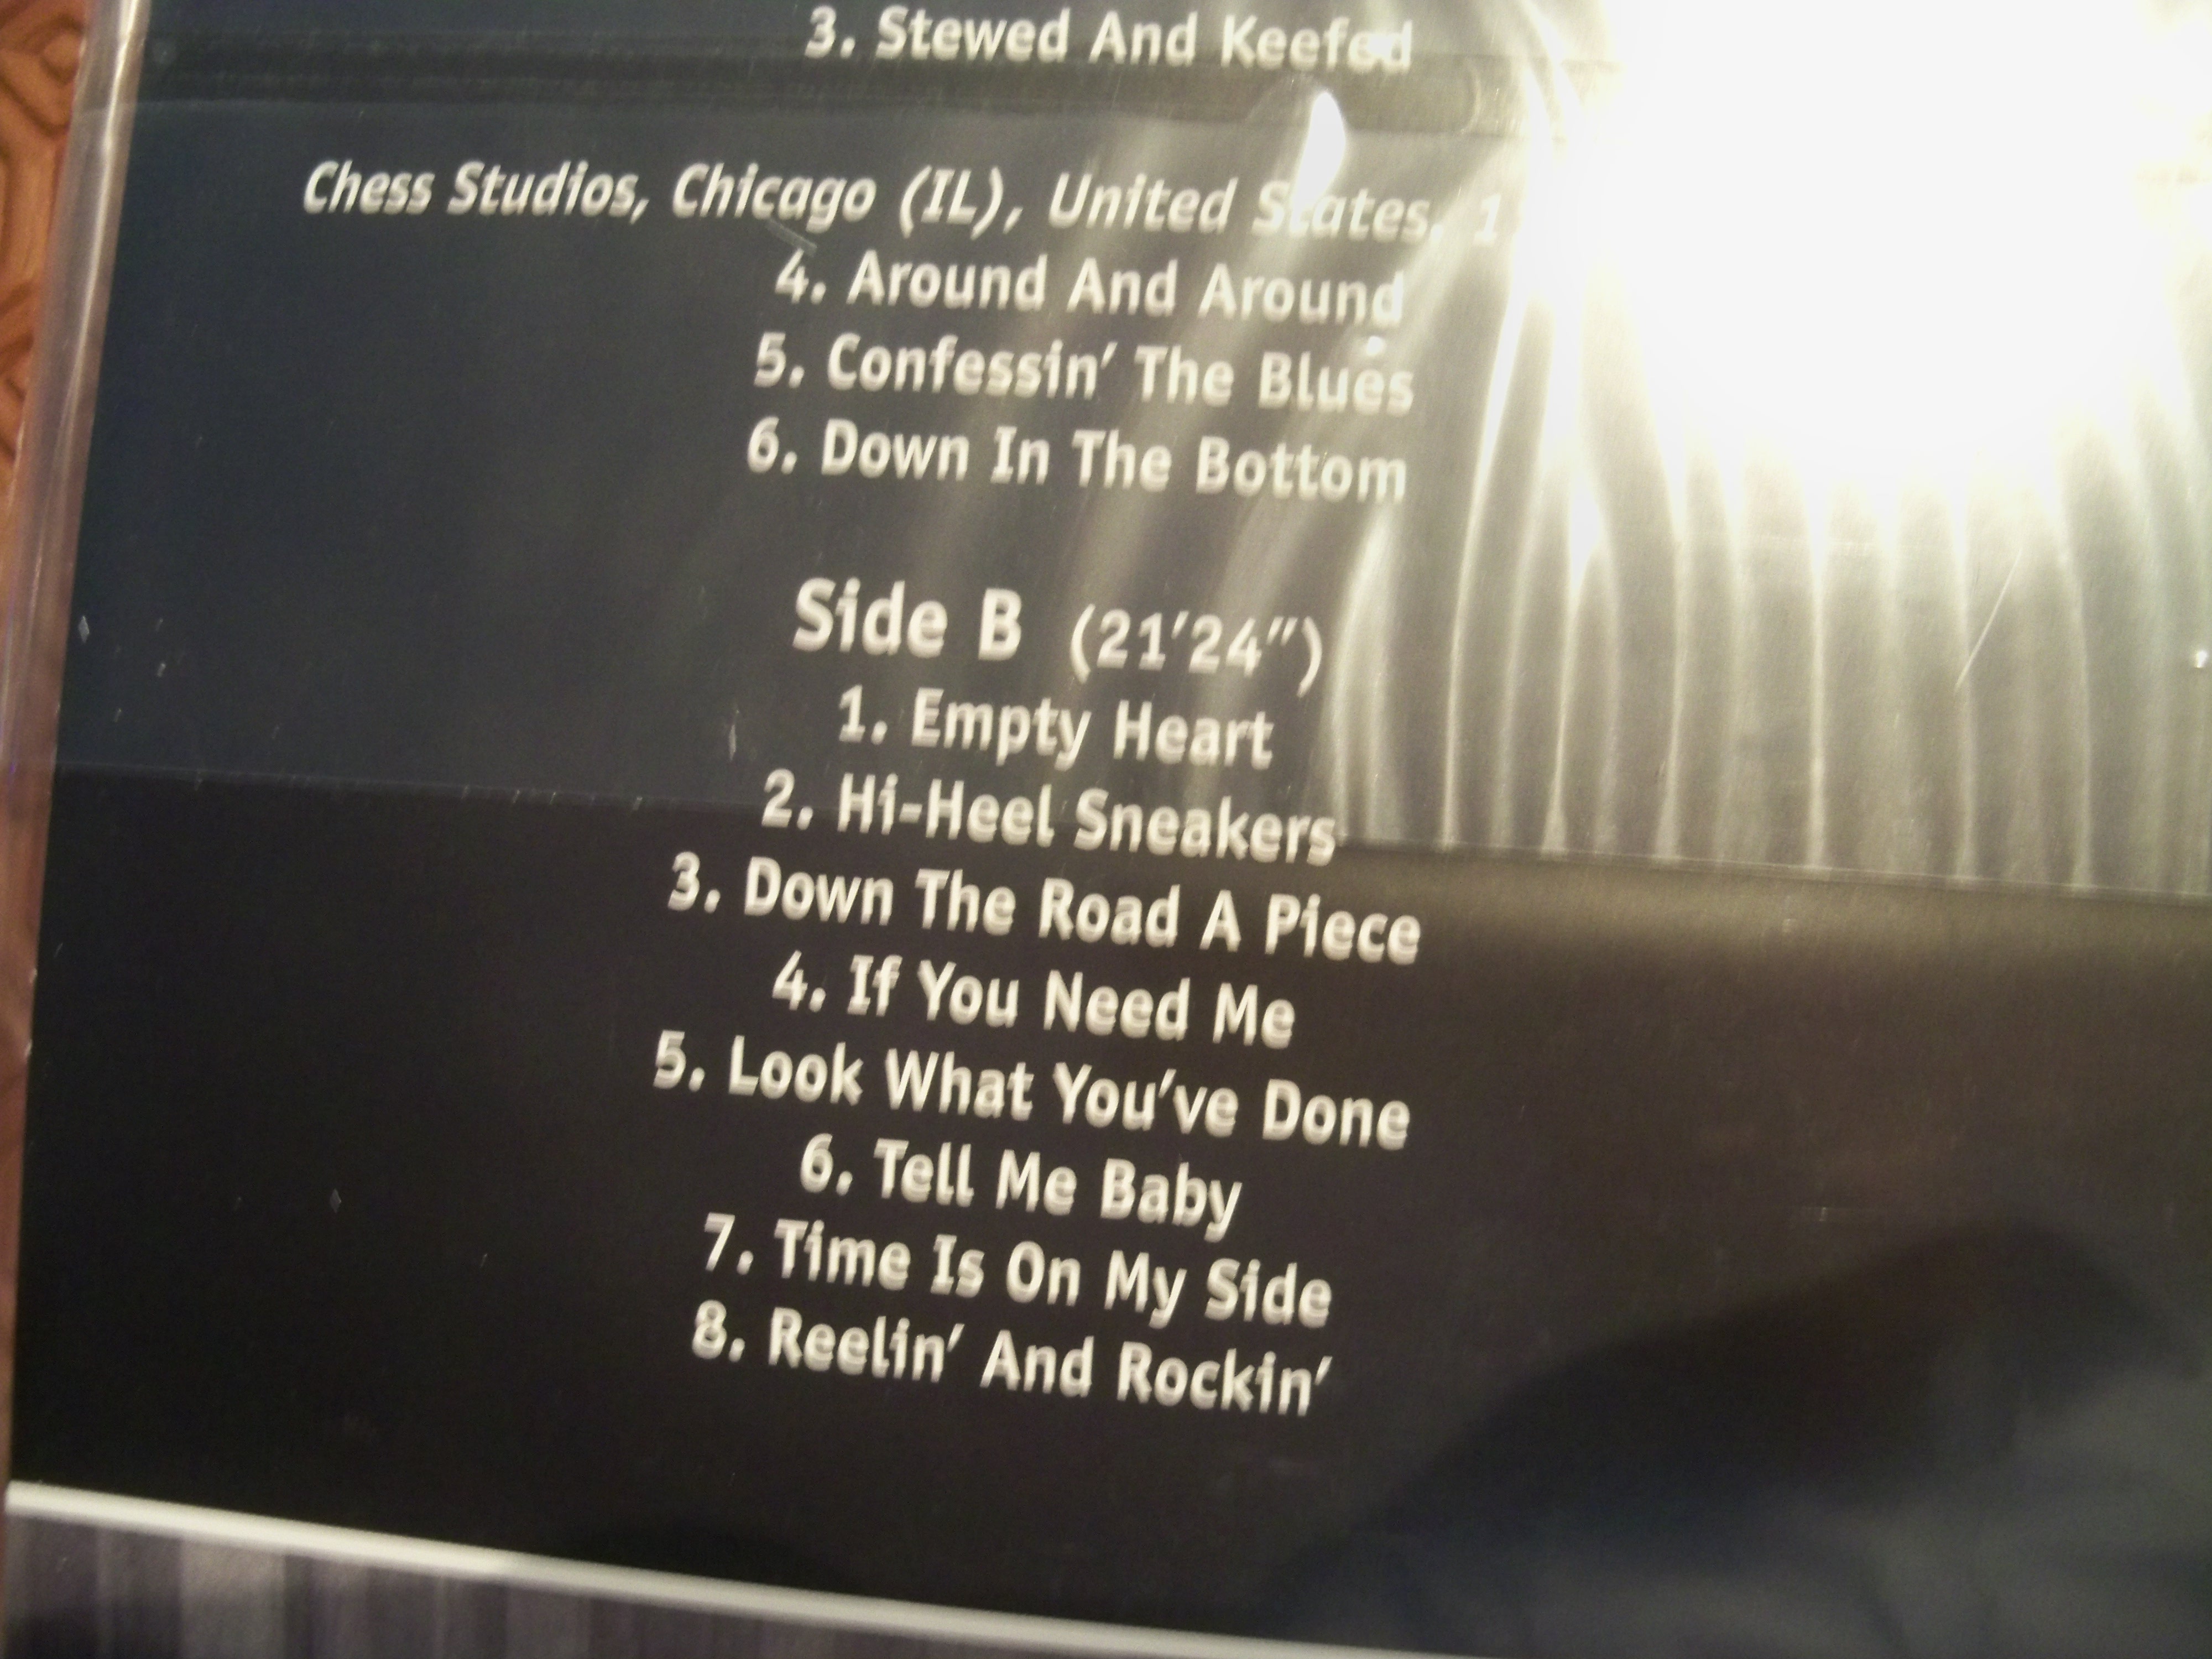 3. Stewed And Keefed
Chess Studios, Chicago (IL), United States,
4. Around And Around
5. Confessin' The Blues
6. Down In The Bottom
Side B (21'24")
1. Empty Heart
2. Hi-Heel Sneakers
3. Down The Road A Piece
4. If You Need Me
5. Look What You've Done
6. Tell Me Baby
7. Time Is On My Side
8. Reelin' And Rockin'